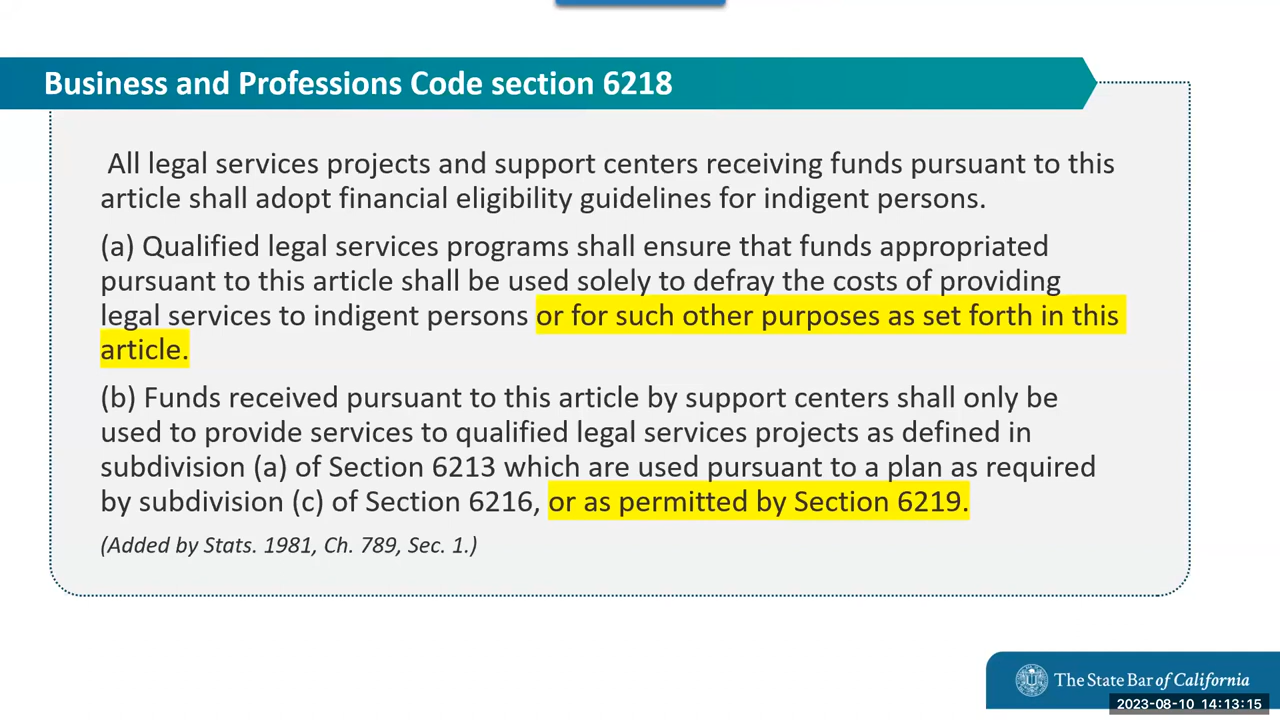 Business and Professions Code section 6218
All legal services projects and support centers receiving funds pursuant to this
article shall adopt financial eligibility guidelines for indigent persons.
(a) Qualified legal services programs shall ensure that funds appropriated
pursuant to this article shall be used solely to defray the costs of providing
legal services to indigent persons or for such other purposes as set forth in this
article.
(b) Funds received pursuant to this article by support centers shall only be
used to provide services to qualified legal services projects as defined in
subdivision (a) of Section 6213 which are used pursuant to a plan as required
by subdivision (c) of Section 6216, or as permitted by Section 6219.
(Added by Stats. 1981, Ch. 789, Sec. 1.)
The State Bar of California
2023-08-10 14:13:15